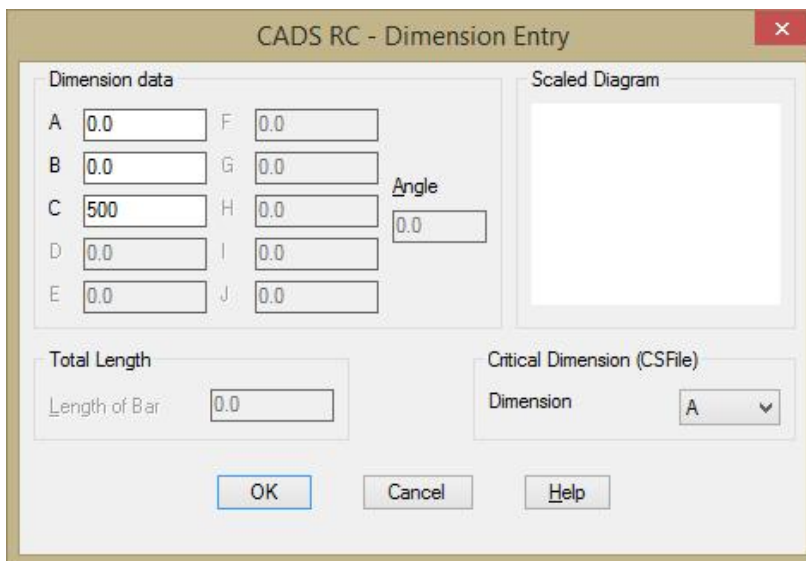 CADS RC - Dimension Entry
Dimension data
Scaled Diagram
A 0.0 F 0.0
B 0.0 G 0.0
Angle
C 500 H 0.0
0.0
D 0.0 I 0.0
E 0.0 J 0.0
Total Length
Critical Dimension (CSFile)
Length of Bar 0.0
Dimension A
OK Cancel Help